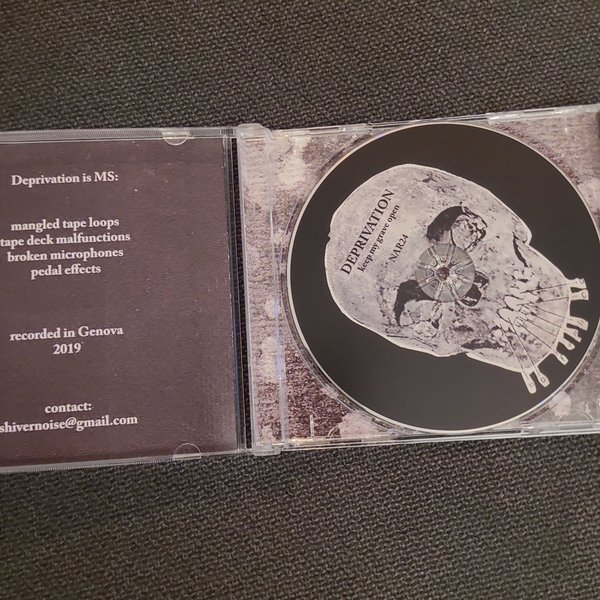 Deprivation is MS:
mangled tape loops
tape deck malfunctions
broken microphones
pedal effects
recorded in Genova
2019
contact:
shivernoise@gmail.com
DEPRIVATION
keep my grave open
NAR24